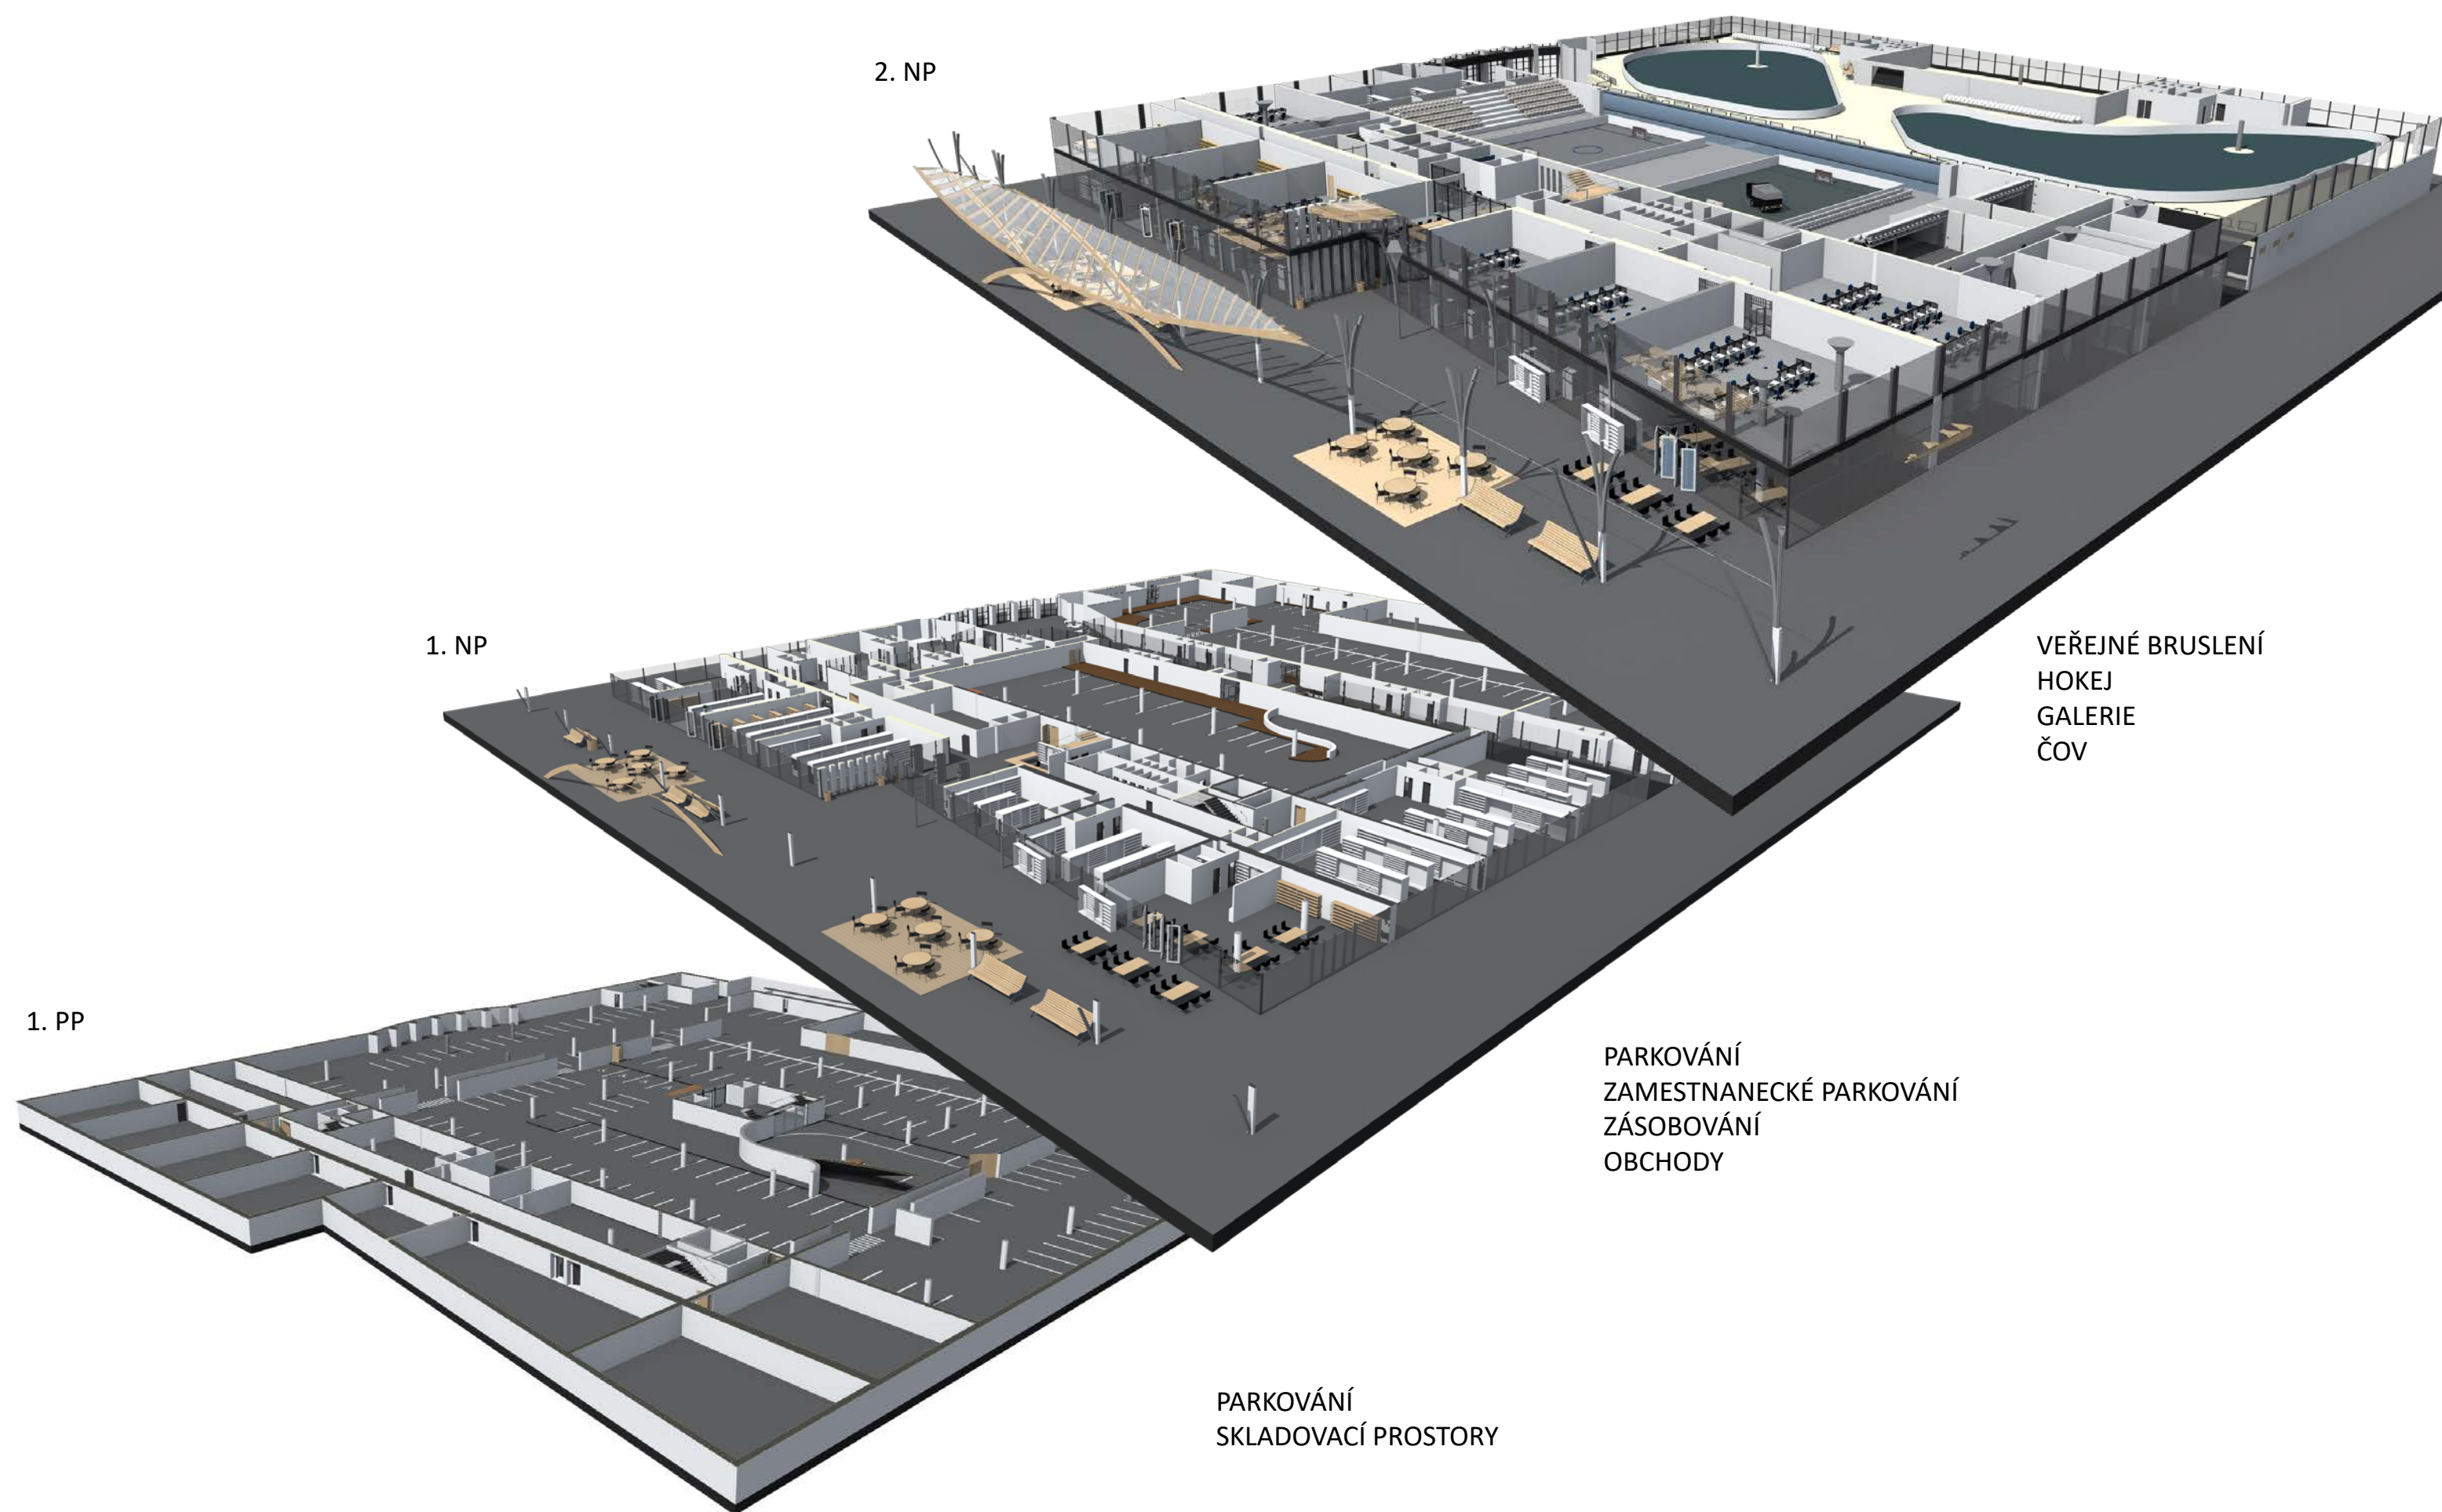 2. NP
VEŘEJNÉ BRUSLENÍ
HOKEJ
GALERIE
ČOV
1. NP
PARKOVÁNÍ
ZAMESTNANECKÉ PARKOVÁNÍ
ZÁSOBOVÁNÍ
OBCHODY
1. PP
PARKOVÁNÍ
SKLADOVACÍ PROSTORY